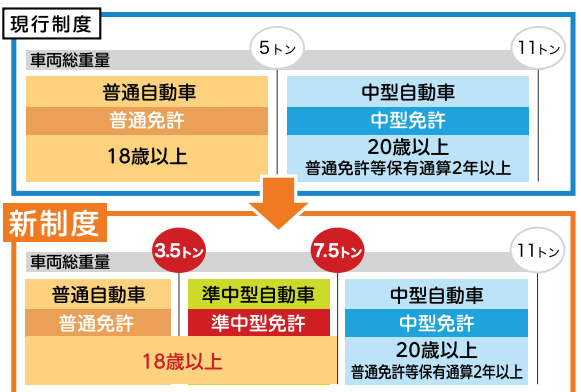 現行制度
5トン
11トン
車両総重量
普通自動車
中型自動車
普通免許
中型免許
18歳以上
20歳以上
普通免許等保有通算2年以上
新制度
3.5トン
7.5トン
11トン
車両総重量
普通自動車
準中型自動車
中型自動車
普通免許
準中型免許
中型免許
18歳以上
20歳以上
普通免許等保有通算2年以上